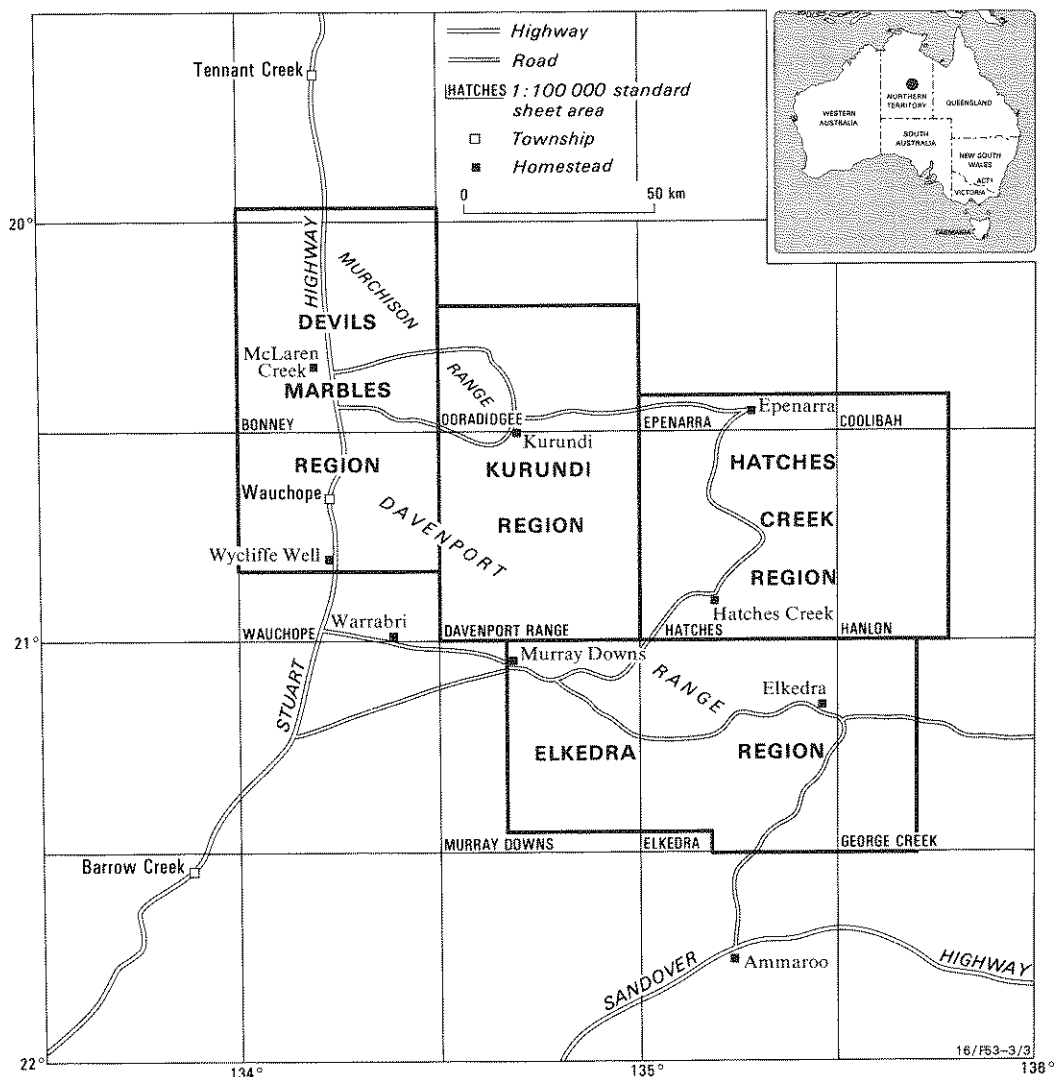 Highway
Road
HATCHES 1:100 000 standard
sheet area
Township
Homestead
0 50 km
WESTERN
AUSTRALIA
NORTHERN
TERRITORY
QUEENSLAND
SOUTH
AUSTRALIA
NEW SOUTH
WALES
ACT
VICTORIA
TASMANIA
Tennant Creek
20°
HIGHWAY
MURCHISON
DEVILS
McLaren
Creek
MARBLES
RANGE
Epenarra
BONNEY
OORADIDGEE
EPENARRA
COOLIBAH
Kurundi
REGION
KURUNDI
HATCHES
Wauchope
DAVENPORT
REGION
CREEK
Wycliffe Well
REGION
Hatches Creek
WAUCHOPE
Warrabri
DAVENPORT RANGE
HATCHES
HANLON
21°
Murray Downs
RANGE
Elkedra
STUART
ELKEDRA
REGION
MURRAY DOWNS
ELKEDRA
GEORGE CREEK
Barrow Creek
SANDOVER
HIGHWAY
Ammaroo
16/F53-3/3
22°
134°
135°
136°